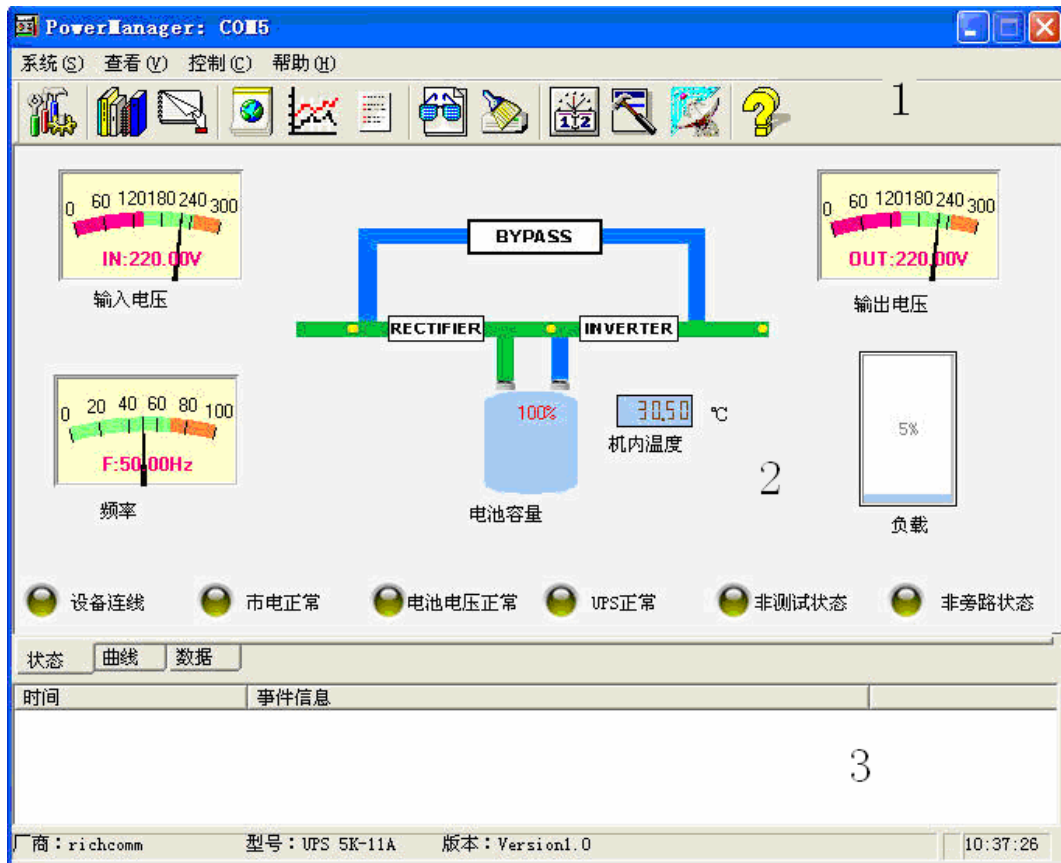 PowerManager: COM5
系统(S) 查看(V) 控制(C) 帮助(H)
1 2
1
0 60 120 180 240 300
IN:220.00V
输入电压
BYPASS
0 60 120 180 240 300
OUT:220.00V
输出电压
RECTIFIER
INVERTER
0 20 40 60 80 100
F:50.00Hz
频率
100%
电池容量
30.50 ℃
机内温度
2
5%
负载
设备连线 市电正常 电池电压正常 UPS正常 非测试状态 非旁路状态
状态 曲线 数据
时间 事件信息
3
厂商:richcomm 型号:UPS 5K-11A 版本:Version1.0 10:37:26